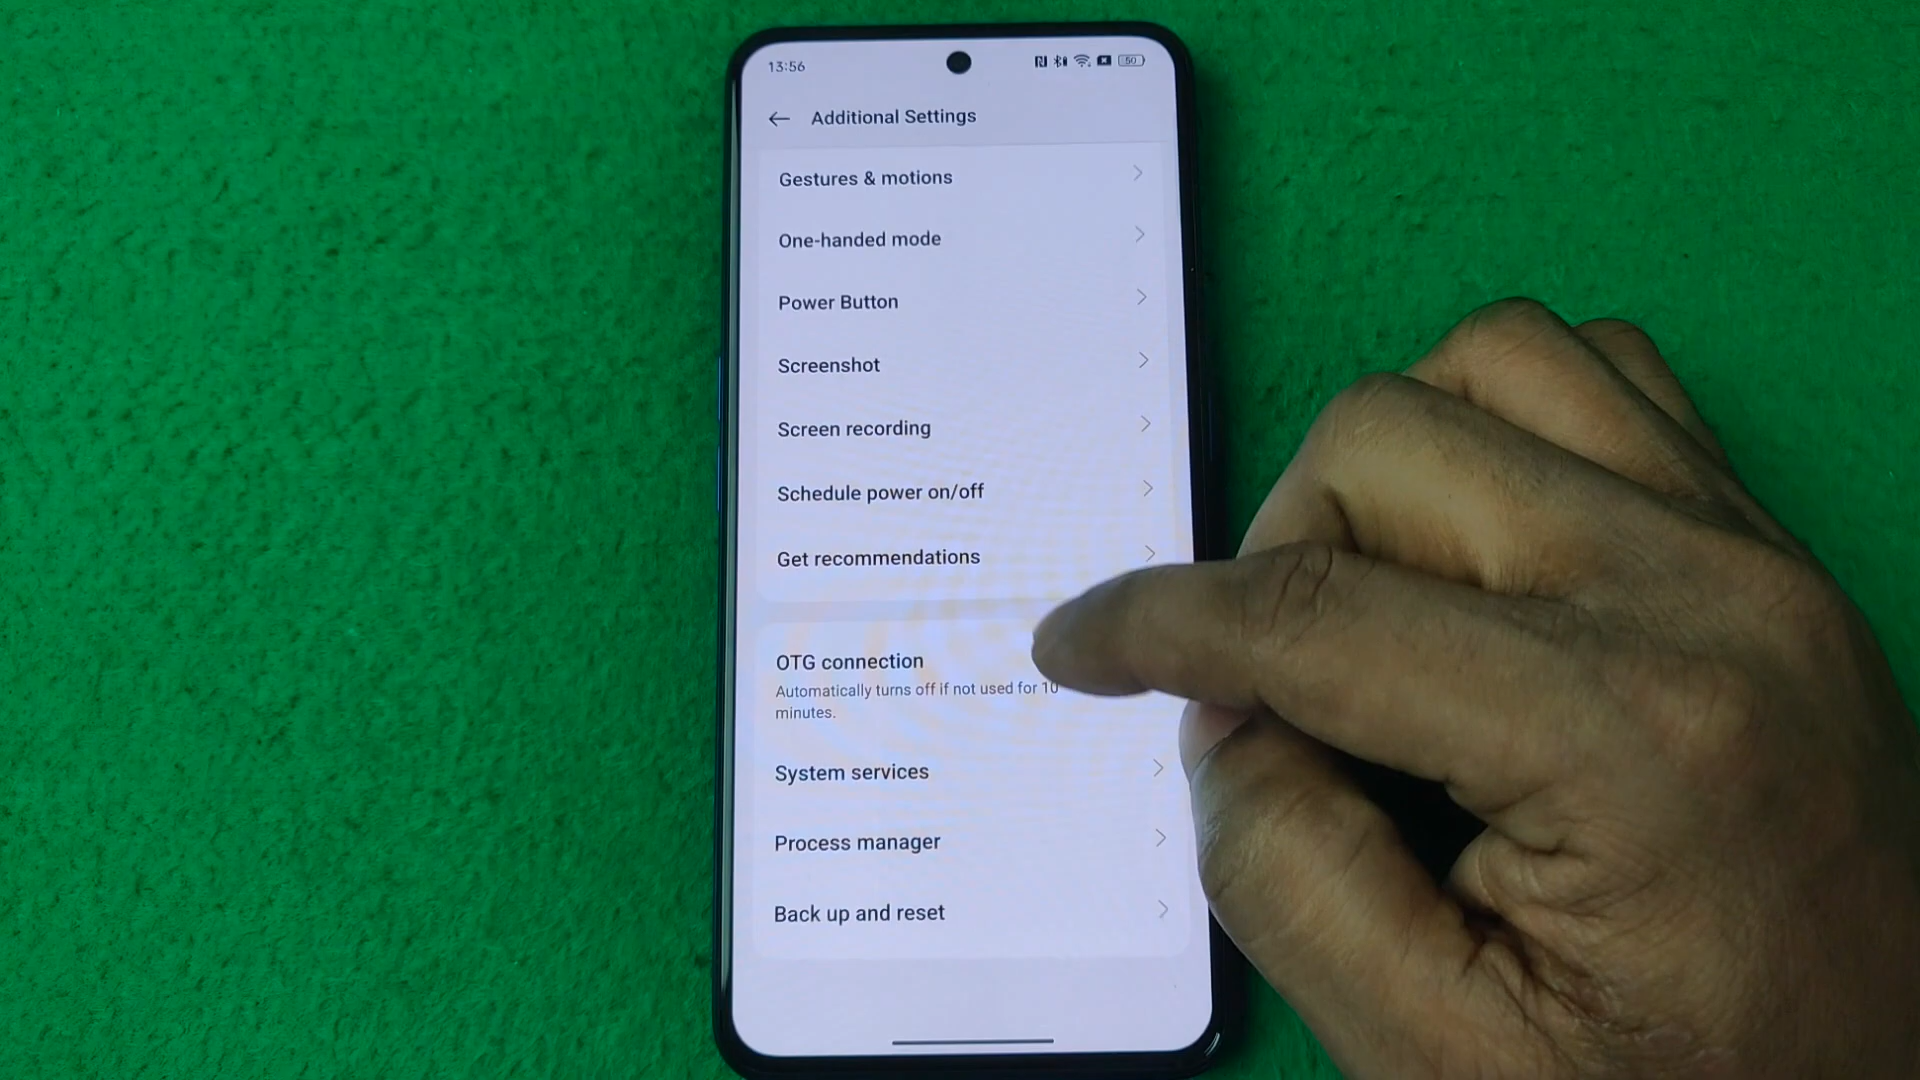 13:56
50
Additional Settings
Gestures & motions
One-handed mode
Power Button
Screenshot
Screen recording
Schedule power on/off
Get recommendations
OTG connection
Automatically turns off if not used for 10
minutes.
System services
Process manager
Back up and reset